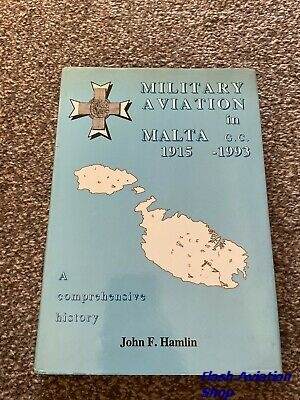 MILITARY
AVIATION
in
MALTA G.C.
1915 -1993
A
comprehensive
history
John F. Hamlin
Flash Aviation
Shop